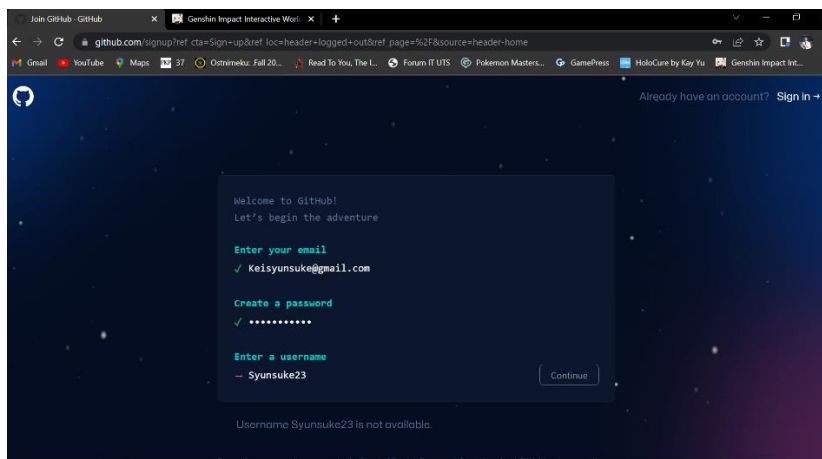 Join GitHub · GitHub
Genshin Impact Interactive Worl
github.com/signup?ref_cta=Sign+up&ref_loc=header+logged+out&ref_page=%2F&source=header-home
Gmail YouTube Maps 37 Ostnimeku: .Fall 20... Read To You, The I... Forum IT UTS Pokemon Masters... GamePress HoloCure by Kay Yu Genshin Impact Int...
Already have an account? Sign in →
Welcome to GitHub!
Let's begin the adventure
Enter your email
✓ Keisyunsuke@gmail.com
Create a password
✓ •••••••••••
Enter a username
→ Syunsuke23 Continue
Username Syunsuke23 is not available.